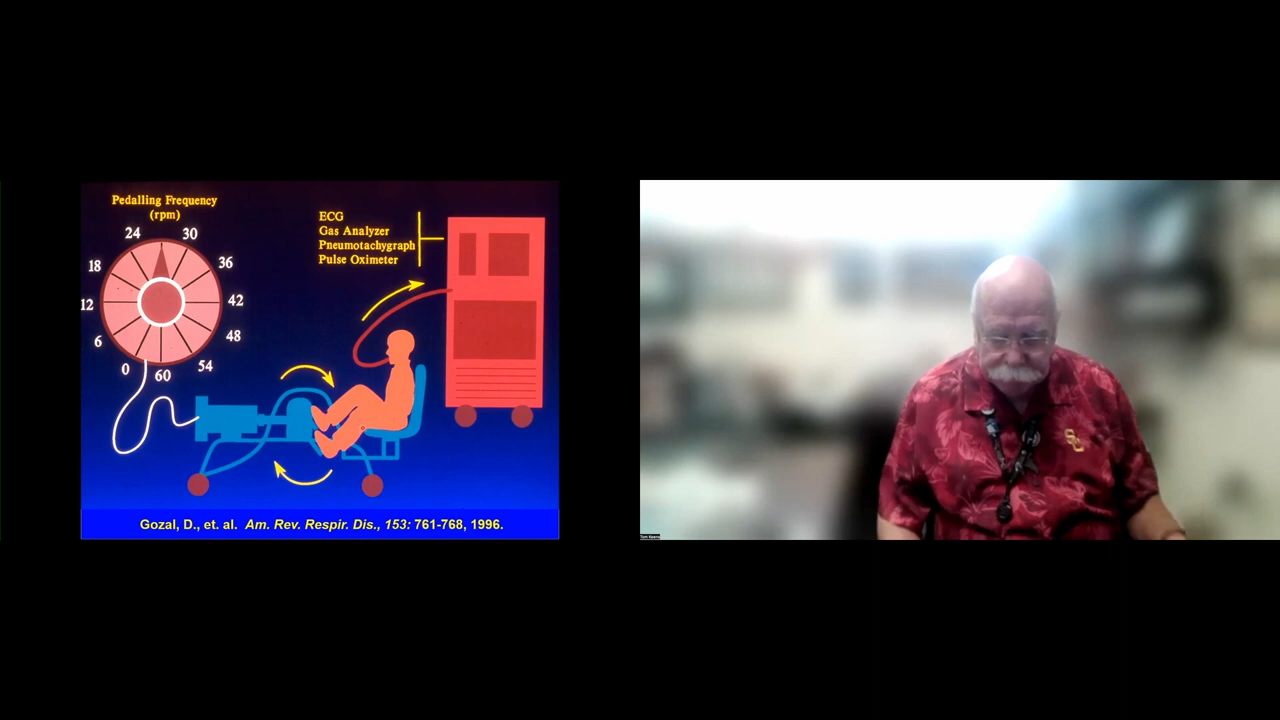 Pedalling Frequency
(rpm)
24
30
18
36
12
42
6
48
0
60
54
ECG
Gas Analyzer
Pneumotachygraph
Pulse Oximeter
Gozal, D., et. al. Am. Rev. Respir. Dis., 153: 761-768, 1996.
SC